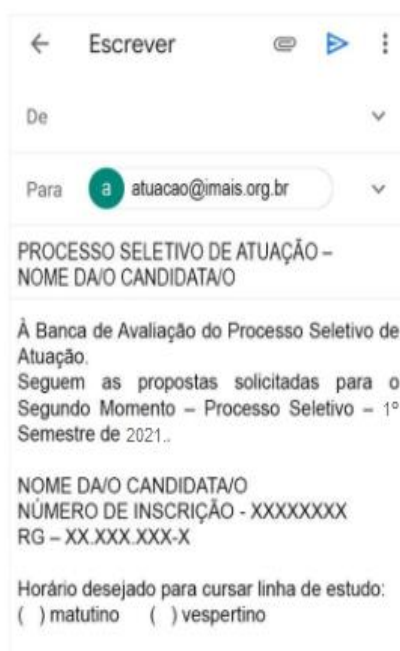 Escrever
De
Para a atuacao@imais.org.br
PROCESSO SELETIVO DE ATUAÇÃO –
NOME DA/O CANDIDATA/O
À Banca de Avaliação do Processo Seletivo de
Atuação.
Seguem as propostas solicitadas para o
Segundo Momento – Processo Seletivo – 1º
Semestre de 2021..
NOME DA/O CANDIDATA/O
NÚMERO DE INSCRIÇÃO - XXXXXXXX
RG – XX.XXX.XXX-X
Horário desejado para cursar linha de estudo:
( ) matutino ( ) vespertino